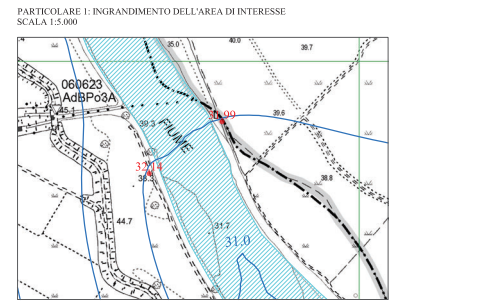 PARTICOLARE 1: INGRANDIMENTO DELL'AREA DI INTERESSE
SCALA 1:5.000
35.0
40.0
39.7
060623
AdBPo3A
45.1
39.3
39.6
FIUME
38.8
44.7
31.7
31.0